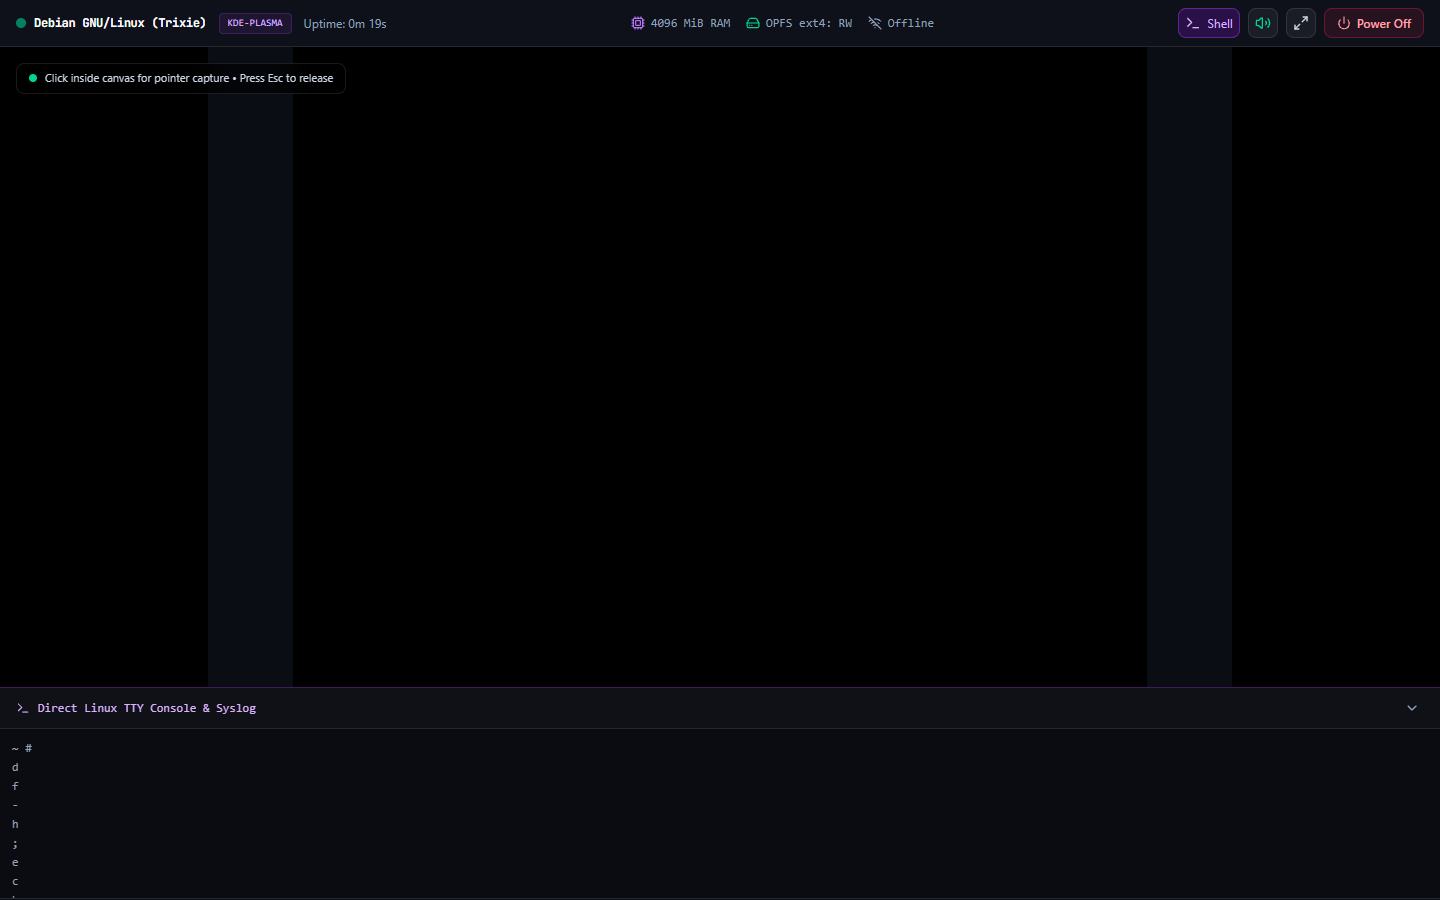 Debian GNU/Linux (Trixie) KDE-PLASMA Uptime: 0m 19s 4096 MiB RAM OPFS ext4: RW Offline Shell Power Off
Click inside canvas for pointer capture • Press Esc to release
>_ Direct Linux TTY Console & Syslog
~ #
d
f
-
h
;
e
c